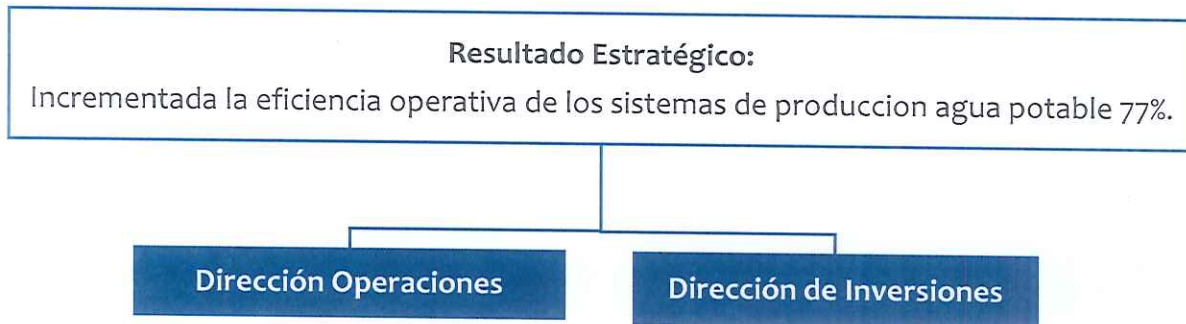 Resultado Estratégico:
Incrementada la eficiencia operativa de los sistemas de produccion agua potable 77%.
Dirección Operaciones
Dirección de Inversiones